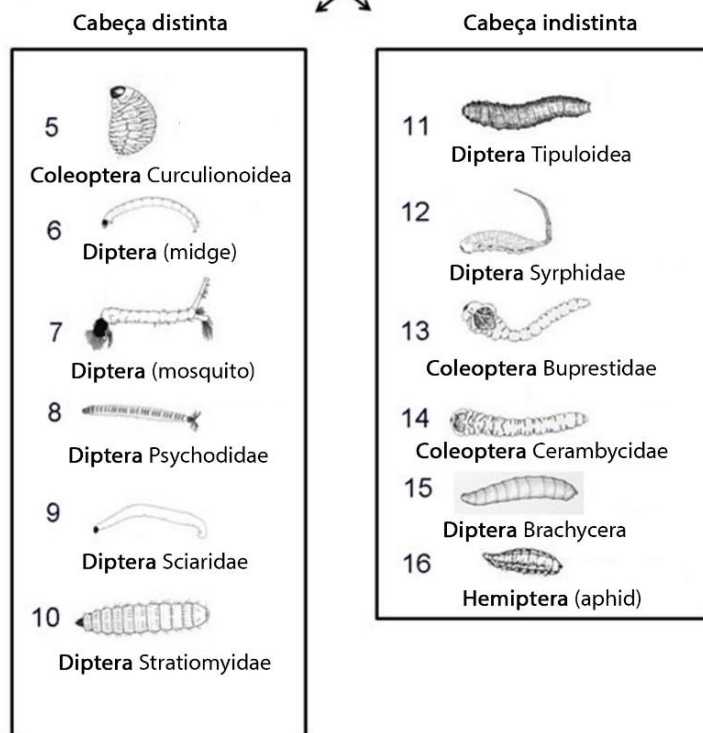 Cabeça distinta
5
Coleoptera Curculionoidea
6
Diptera (midge)
7
Diptera (mosquito)
8
Diptera Psychodidae
9
Diptera Sciaridae
10
Diptera Stratiomyidae
Cabeça indistinta
11
Diptera Tipuloidea
12
Diptera Syrphidae
13
Coleoptera Buprestidae
14
Coleoptera Cerambycidae
15
Diptera Brachycera
16
Hemiptera (aphid)